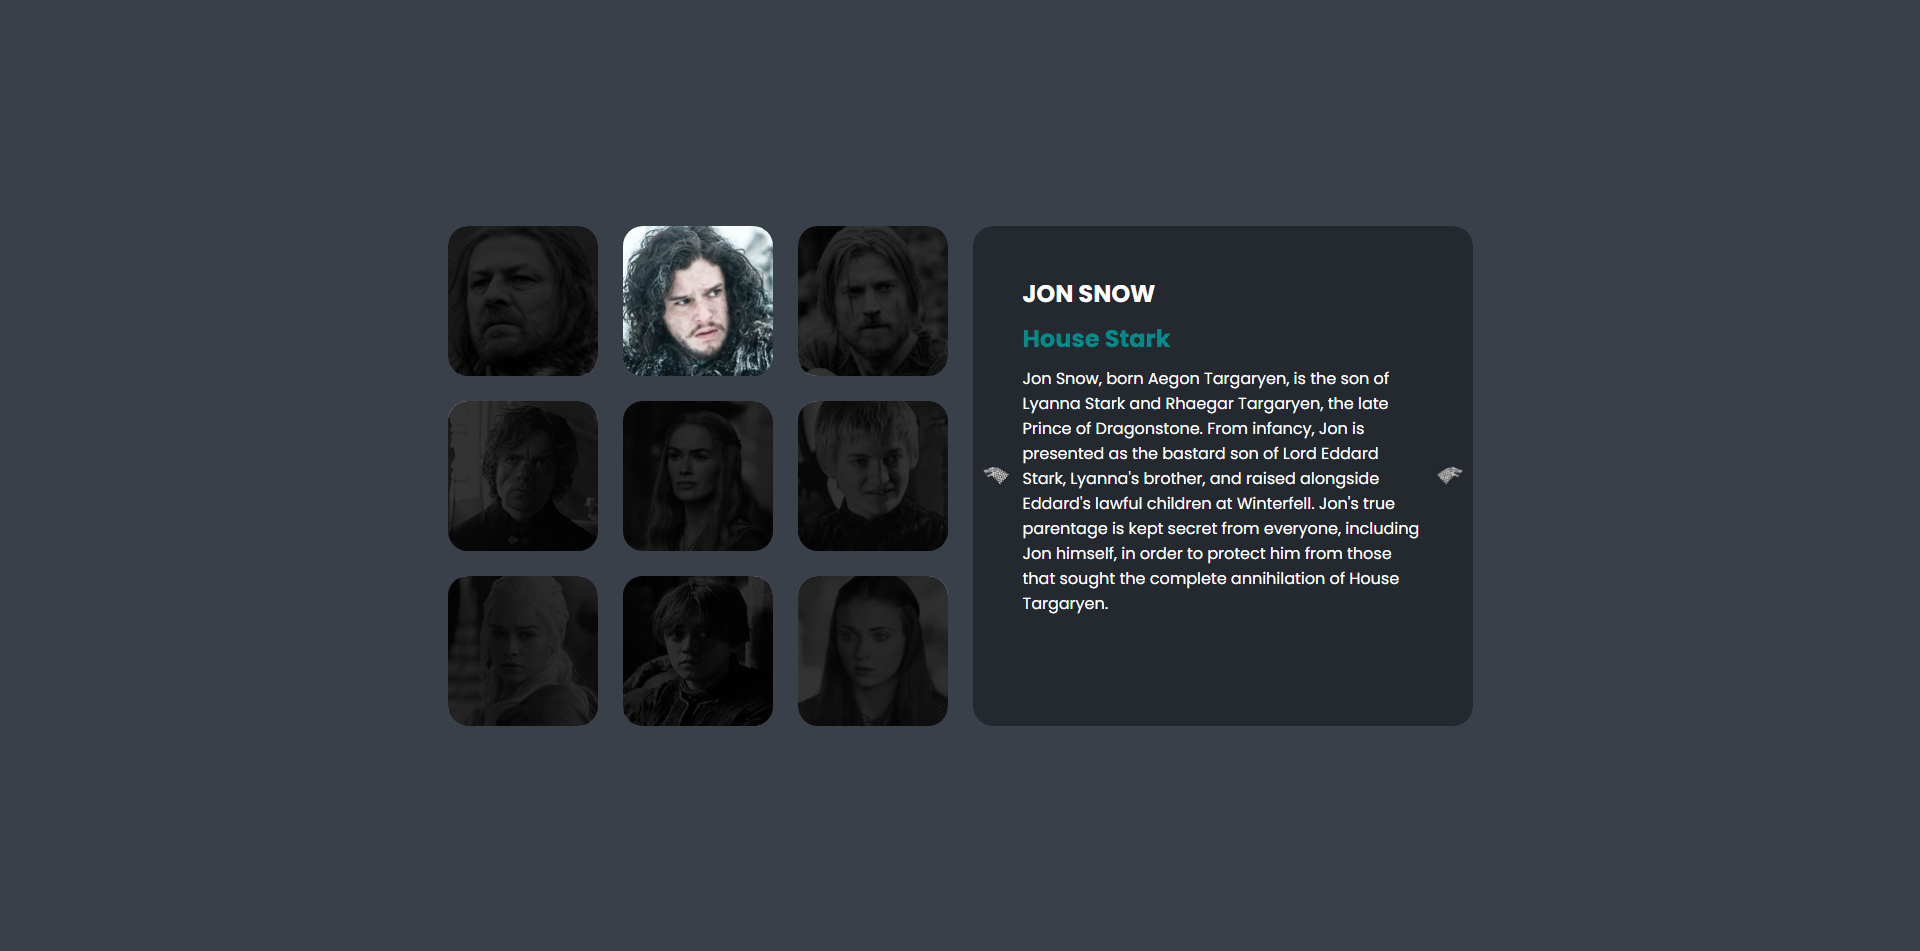 JON SNOW
House Stark
Jon Snow, born Aegon Targaryen, is the son of
Lyanna Stark and Rhaegar Targaryen, the late
Prince of Dragonstone. From infancy, Jon is
presented as the bastard son of Lord Eddard
Stark, Lyanna's brother, and raised alongside
Eddard's lawful children at Winterfell. Jon's true
parentage is kept secret from everyone, including
Jon himself, in order to protect him from those
that sought the complete annihilation of House
Targaryen.